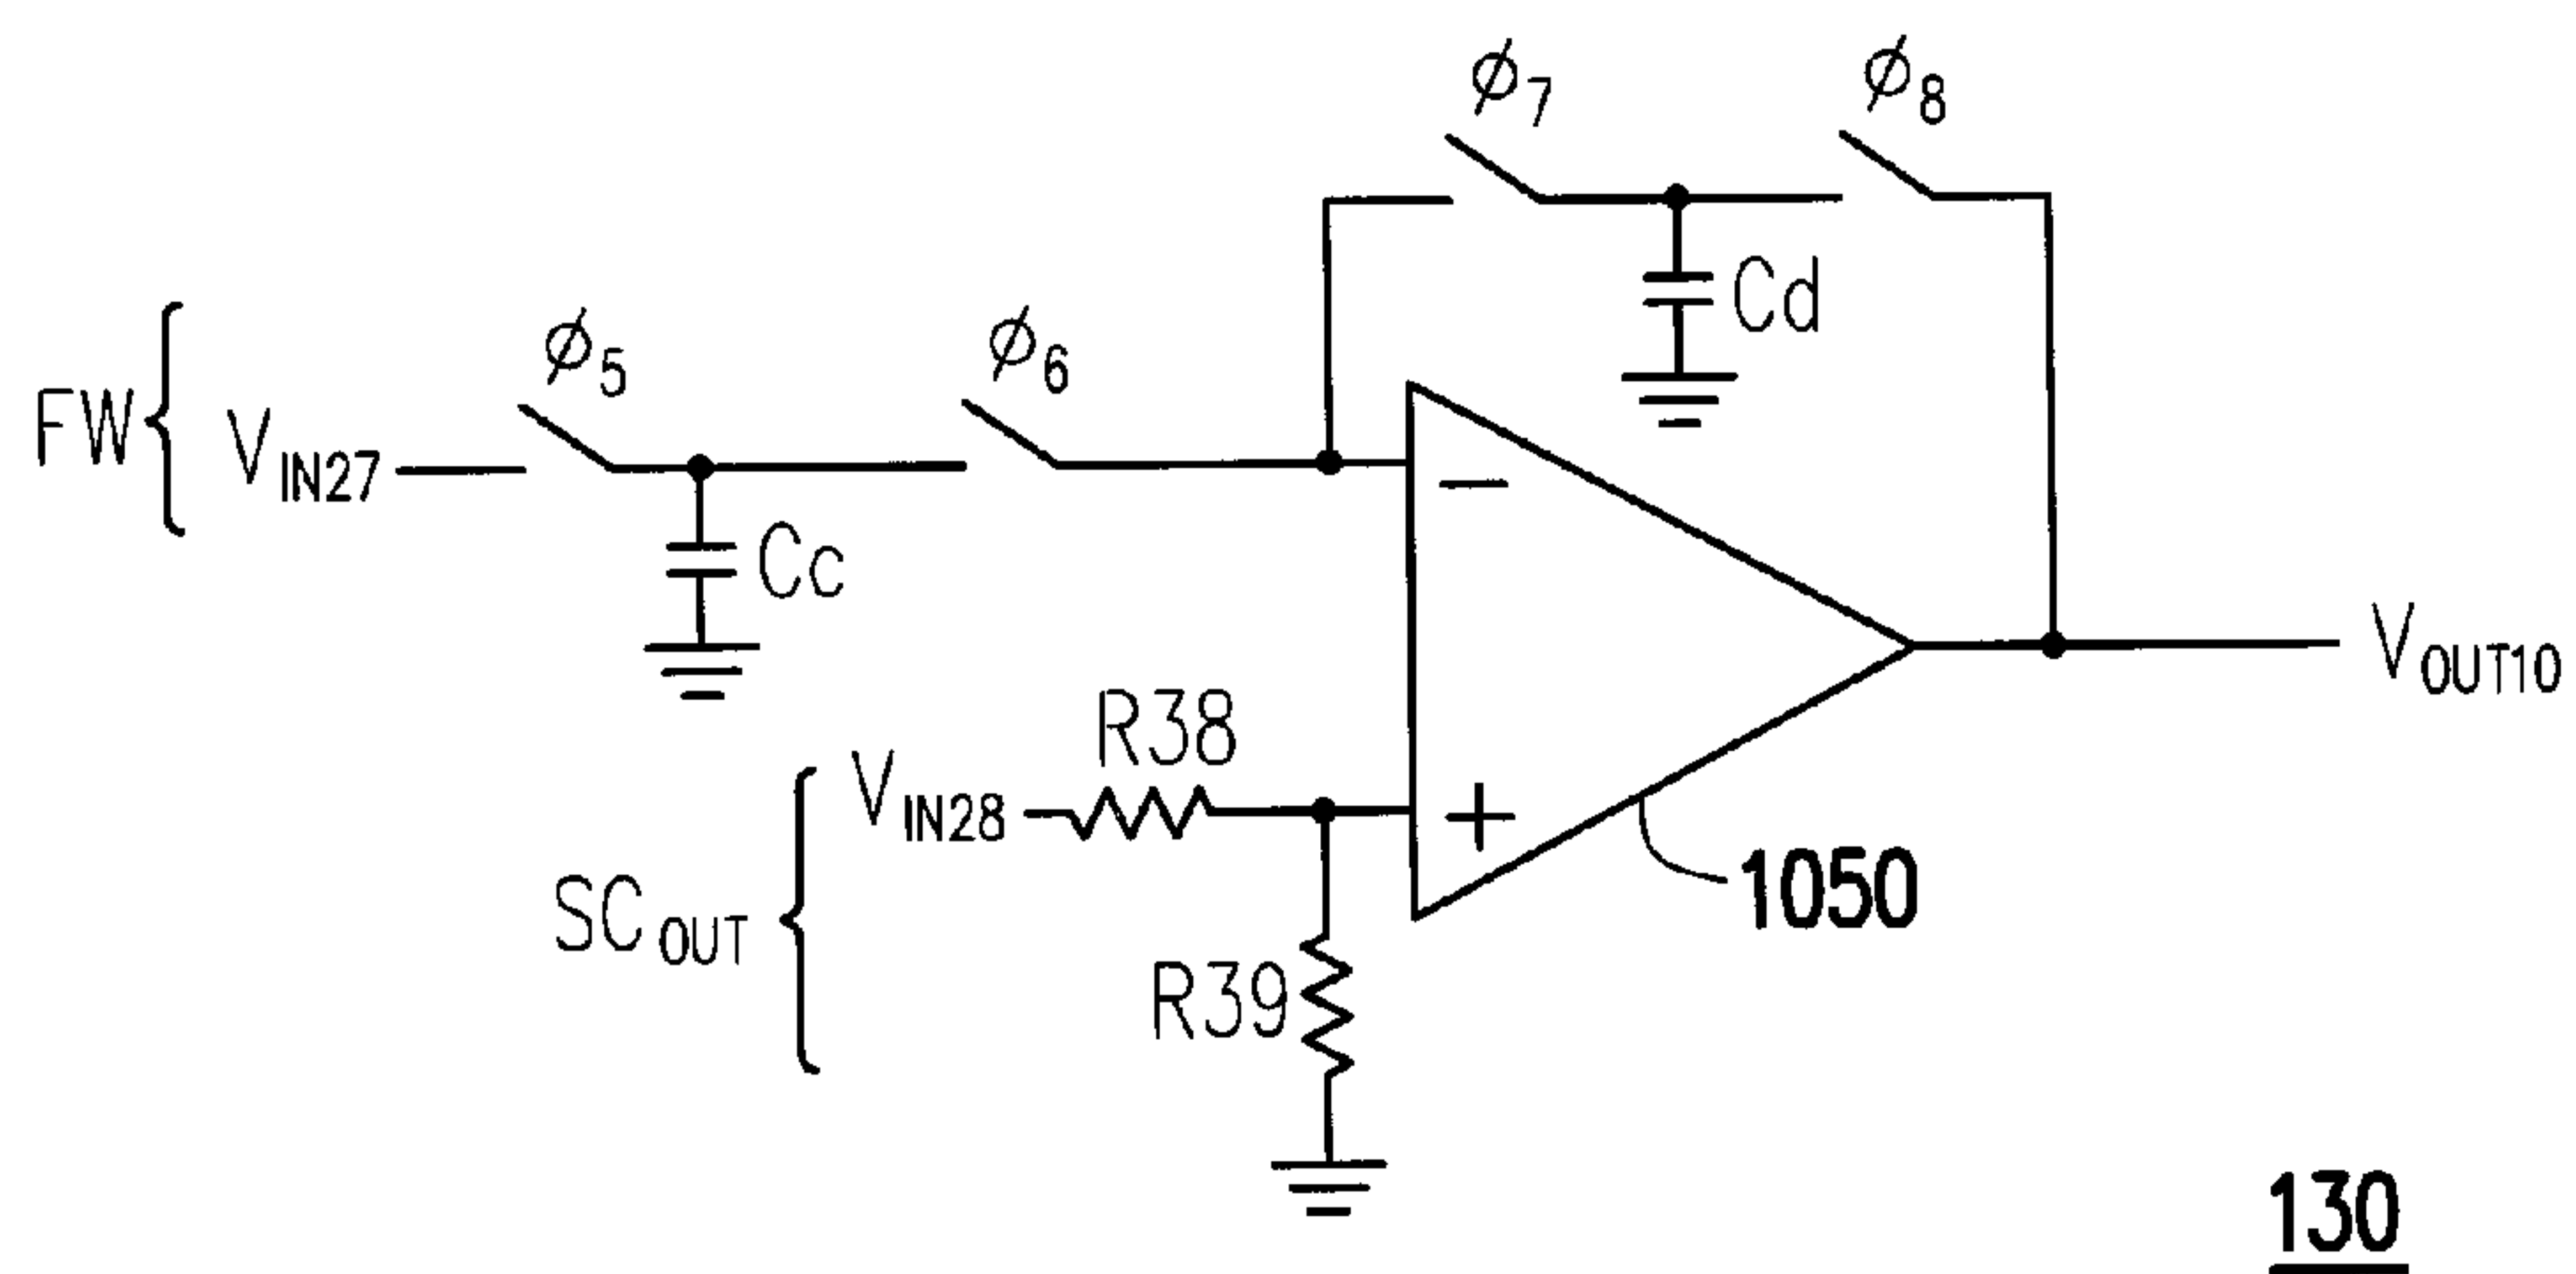 ϕ7
ϕ8
Cd
ϕ5
ϕ6
FW { VIN27
Cc
−
R38
VIN28
+
SCOUT {
R39
1050
VOUT10
130